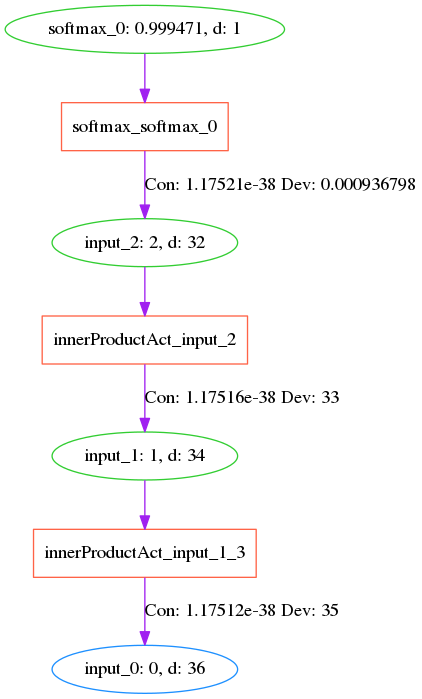 softmax_0: 0.999471, d: 1
softmax_softmax_0
Con: 1.17521e-38 Dev: 0.000936798
input_2: 2, d: 32
innerProductAct_input_2
Con: 1.17516e-38 Dev: 33
input_1: 1, d: 34
innerProductAct_input_1_3
Con: 1.17512e-38 Dev: 35
input_0: 0, d: 36